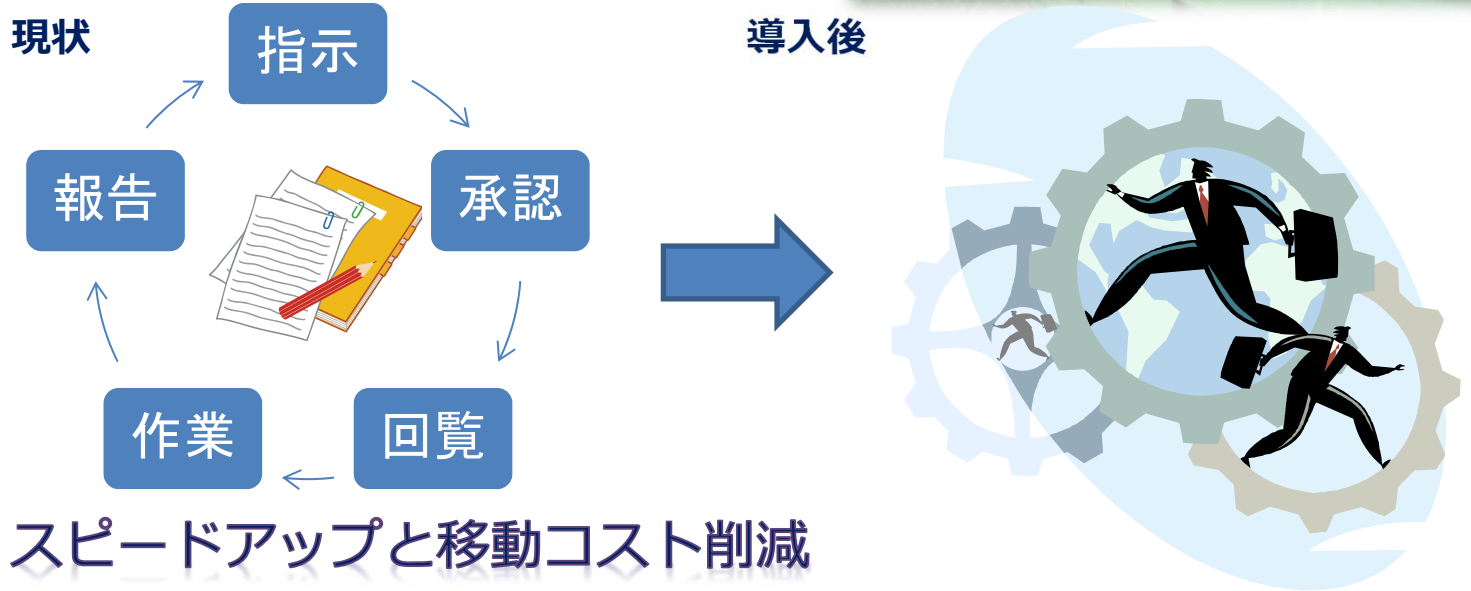 現状
導入後
指示
承認
回覧
作業
報告
スピードアップと移動コスト削減